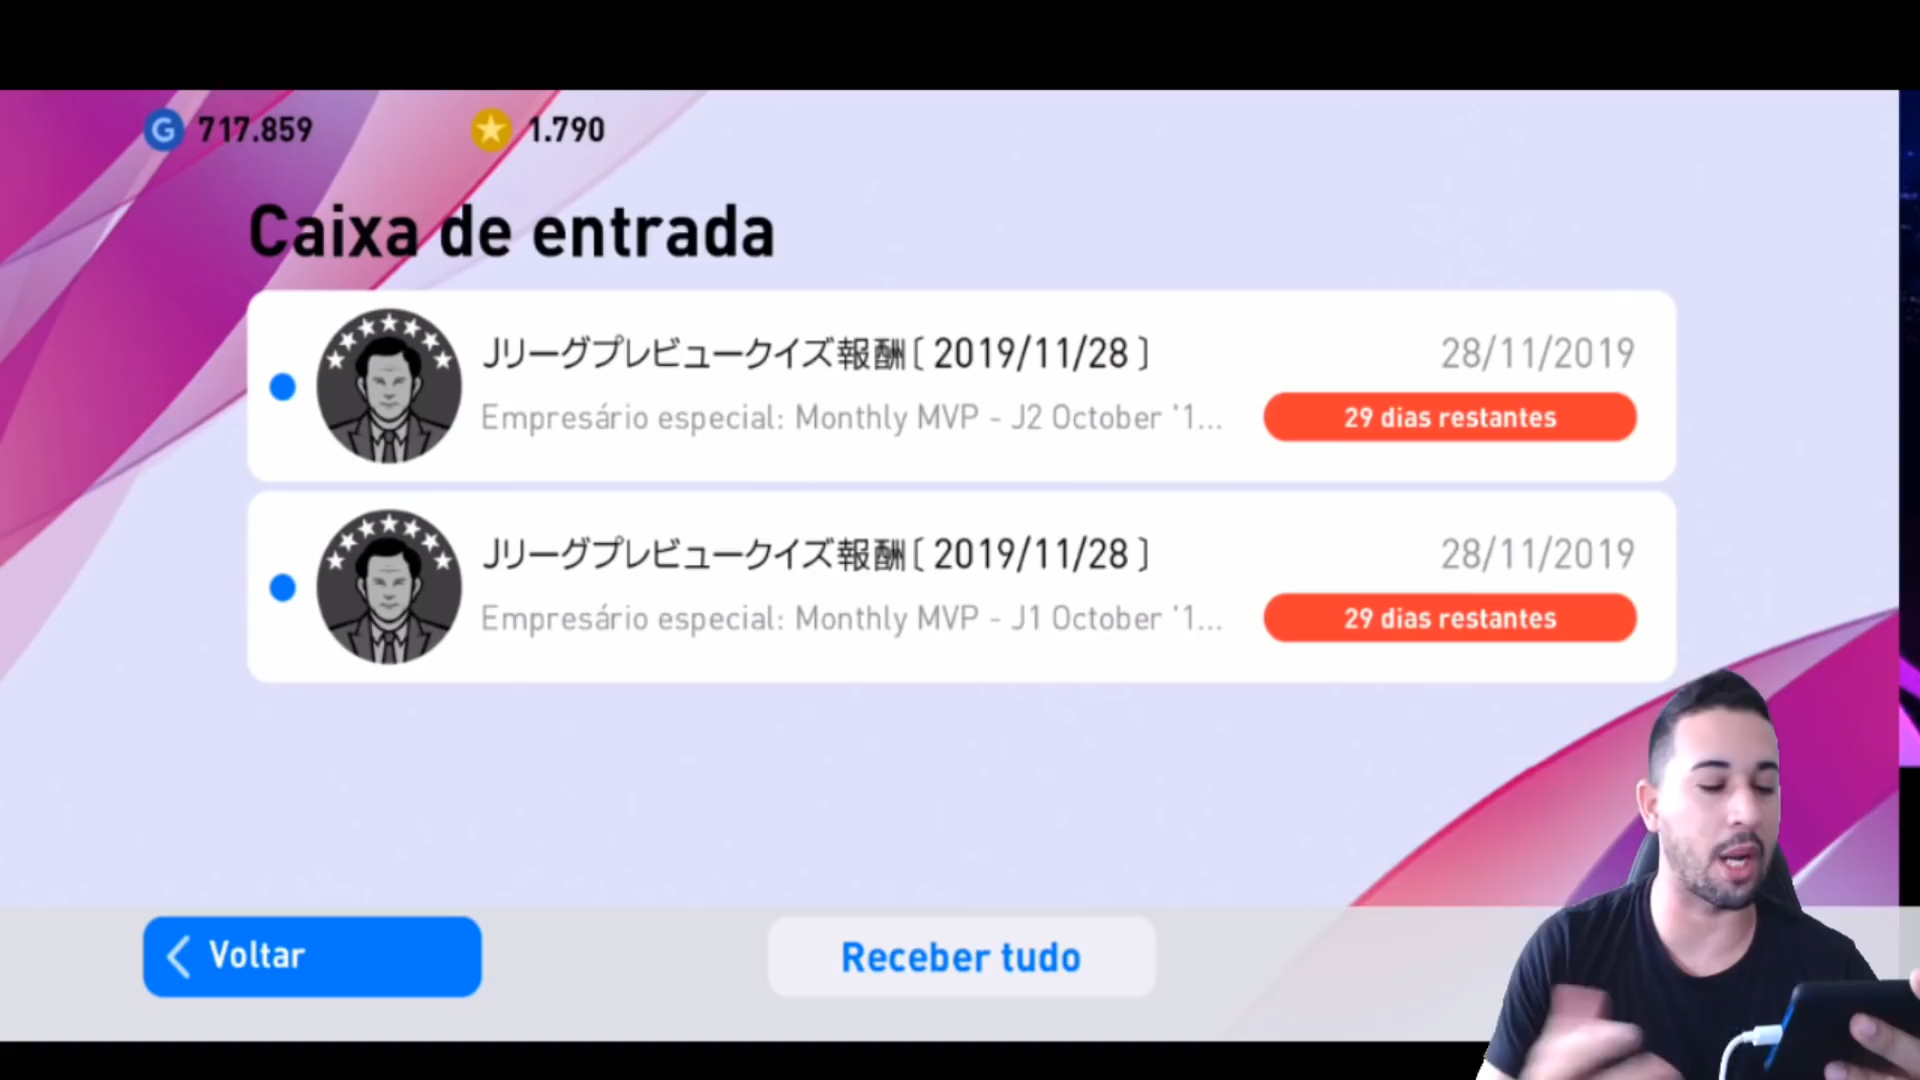 G 717.859 1.790
Caixa de entrada
Jリーグプレビュークイズ報酬〔2019/11/28〕 28/11/2019
Empresário especial: Monthly MVP - J2 October '1... 29 dias restantes
Jリーグプレビュークイズ報酬〔2019/11/28〕 28/11/2019
Empresário especial: Monthly MVP - J1 October '1... 29 dias restantes
Voltar Receber tudo